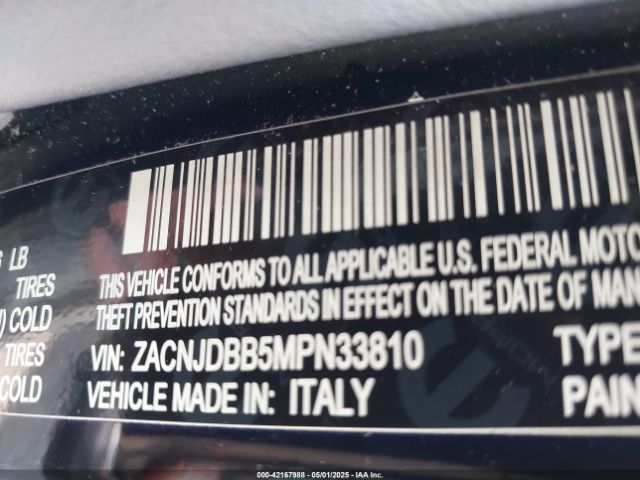 LB
TIRES
COLD
TIRES
COLD
THIS VEHICLE CONFORMS TO ALL APPLICABLE U.S. FEDERAL MOTO
THEFT PREVENTION STANDARDS IN EFFECT ON THE DATE OF MAN
VIN: ZACNJDBB5MPN33810 TYPE
VEHICLE MADE IN: ITALY PAIN
000-42167988 - 05/01/2025 - IAAI, INC.